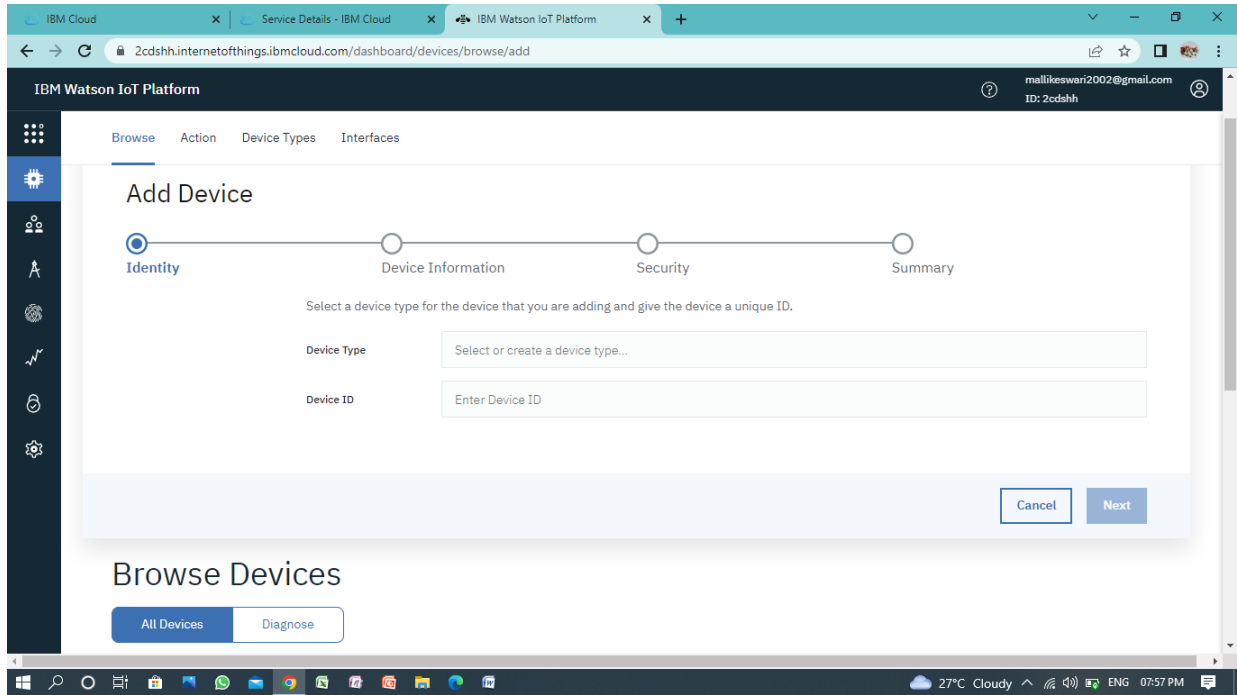 IBM Cloud
Service Details - IBM Cloud
IBM Watson IoT Platform
2cdshh.internetofthings.ibmcloud.com/dashboard/devices/browse/add
IBM Watson IoT Platform
mallikeswari2002@gmail.com
ID: 2cdshh
Browse Action Device Types Interfaces
Add Device
Identity Device Information Security Summary
Select a device type for the device that you are adding and give the device a unique ID.
Device Type Select or create a device type...
Device ID Enter Device ID
Cancel Next
Browse Devices
All Devices Diagnose
27°C Cloudy ENG 07:57 PM